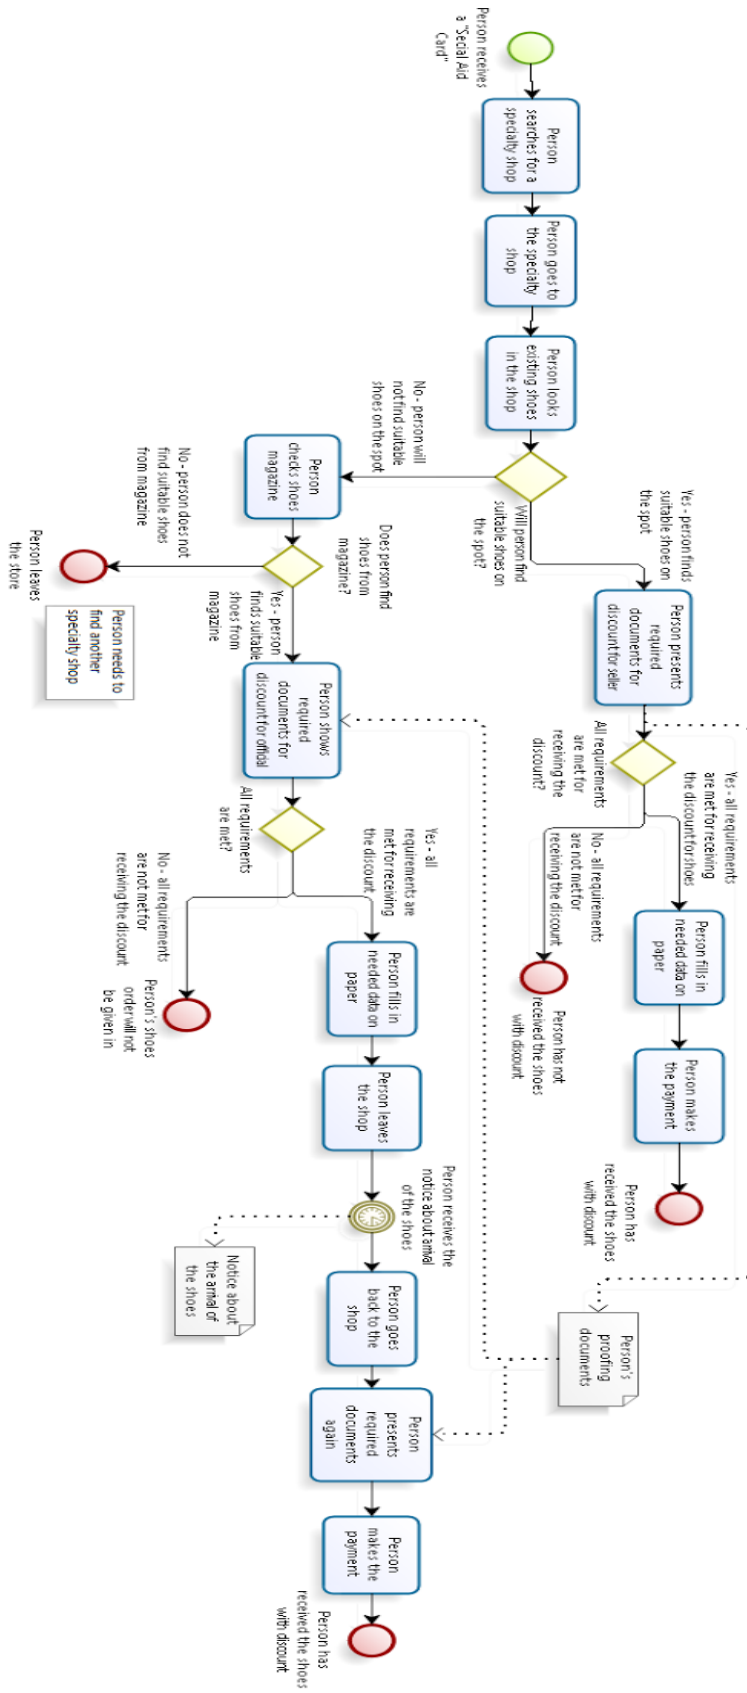 Person receives
a "Secial Aid
Card"
Person
searches for a
specialty shop
Person goes to
the specialty
shop
Person looks
existing shoes
in the shop
Will person find
suitable shoes on
the spot?
Yes - person finds
suitable shoes on
the spot
Person presents
required
documents for
discount for seller
All requirements
are met for
receiving the
discount?
Yes - all requirements
are met for receiving
the discount for shoes
Person fills in
needed data on
paper
Person makes
the payment
Person has
received the shoes
with discount
No - all requirements
are not met for
receiving the discount
Person has not
received the shoes
with discount
Person's
proofing
documents
No - person will
not find suitable
shoes on the spot
Person
checks shoes
magazine
Does person find
shoes from
magazine?
Yes - person
finds suitable
shoes from
magazine
Person shows
required
documents for
discount for official
All requirements
are met?
Yes - all
requirements are
met for receiving
the discount
Person fills in
needed data on
paper
Person leaves
the shop
Person receives the
notice about arrival
of the shoes
Person goes
back to the
shop
Person
presents
required
documents
again
Person
makes the
payment
Person has
received the shoes
with discount
Notice about
the arrival of
the shoes
No - all requirements
are not met for
receiving the discount
Person's shoes
order will not
be given in
No - person does not
find suitable shoes
from magazine
Person leaves
the store
Person needs to
find another
specialty shop